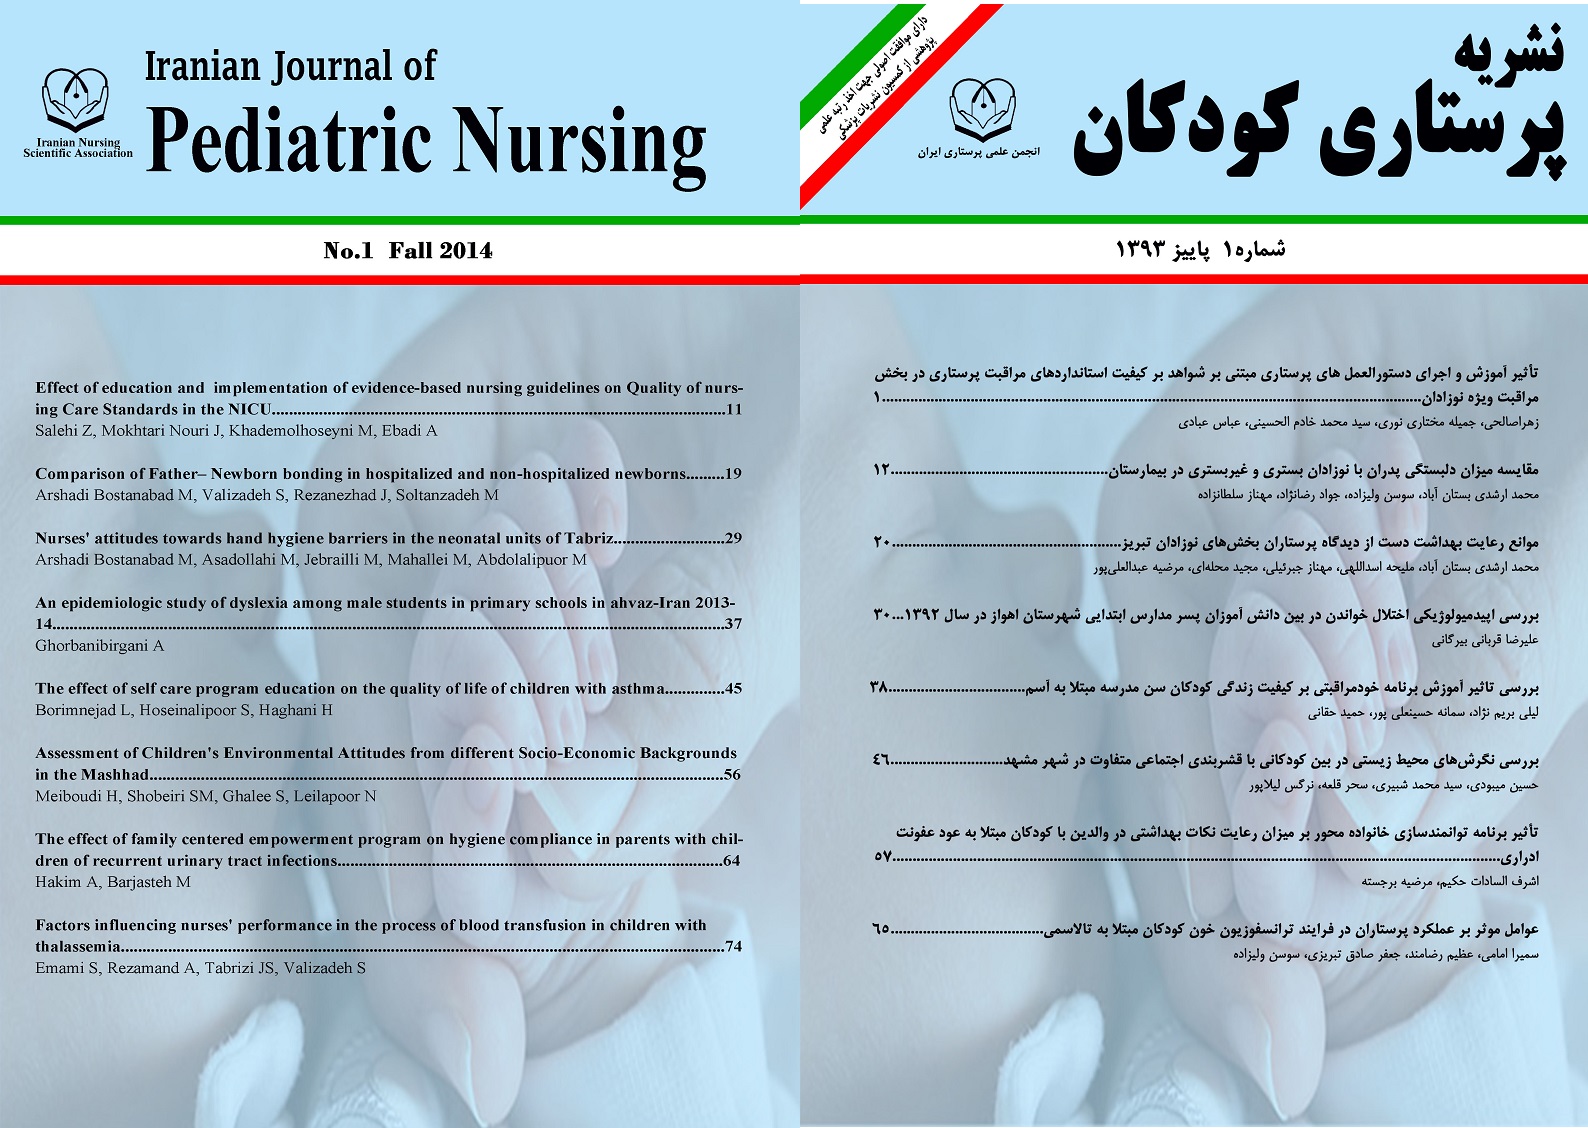 Iranian Journal of
Pediatric Nursing
Iranian Nursing
Scientific Association
No.1 Fall 2014
Effect of education and implementation of evidence-based nursing guidelines on Quality of nurs-
ing Care Standards in the NICU...11
Salehi Z, Mokhtari Nouri J, Khademolhoseyni M, Ebadi A
Comparison of Father– Newborn bonding in hospitalized and non-hospitalized newborns.........19
Arshadi Bostanabad M, Valizadeh S, Rezanezhad J, Soltanzadeh M
Nurses' attitudes towards hand hygiene barriers in the neonatal units of Tabriz..........................29
Arshadi Bostanabad M, Asadollahi M, Jebrailli M, Mahallei M, Abdolalipuor M
An epidemiologic study of dyslexia among male students in primary schools in ahvaz-Iran 2013-
14...37
Ghorbanibirgani A
The effect of self care program education on the quality of life of children with asthma..............45
Borimnejad L, Hoseinalipoor S, Haghani H
Assessment of Children's Environmental Attitudes from different Socio-Economic Backgrounds
in the Mashhad...56
Meiboudi H, Shobeiri SM, Ghalee S, Leilapoor N
The effect of family centered empowerment program on hygiene compliance in parents with chil-
dren of recurrent urinary tract infections...64
Hakim A, Barjasteh M
Factors influencing nurses' performance in the process of blood transfusion in children with
thalassemia...74
Emami S, Rezamand A, Tabrizi JS, Valizadeh S
نشریه
پرستاری کودکان
دارای موافقت اصولی جهت اخذ رتبه علمی
پژوهشی از کمسیون نشریات پزشکی
انجمن علمی پرستاری ایران
شماره۱ پاییز ۱۳۹۳
تأثیر آموزش و اجرای دستورالعمل های پرستاری مبتنی بر شواهد بر کیفیت استانداردهای مراقبت پرستاری در بخش
مراقبت ویژه نوزادان...۱
زهراصالحی، جمیله مختاری نوری، سید محمد خادم الحسینی، عباس عبادی
مقایسه میزان دلبستگی پدران با نوزادان بستری و غیربستری در بیمارستان...۱۲
محمد ارشدی بستان آباد، سوسن ولیزاده، جواد رضانژاد، مهناز سلطانزاده
موانع رعایت بهداشت دست از دیدگاه پرستاران بخش‌های نوزادان تبریز...۲۰
محمد ارشدی بستان آباد، ملیحه اسداللهی، مهناز جبرئیلی، مجید محله‌ای، مرضیه عبدالعلی‌پور
بررسی اپیدمیولوژیکی اختلال خواندن در بین دانش آموزان پسر مدارس ابتدایی شهرستان اهواز در سال ۱۳۹۲...۳۰
علیرضا قربانی بیرگانی
بررسی تاثیر آموزش برنامه خودمراقبتی بر کیفیت زندگی کودکان سن مدرسه مبتلا به آسم...۳۸
لیلی بریم نژاد، سمانه حسینعلی پور، حمید حقانی
بررسی نگرش‌های محیط زیستی در بین کودکانی با قشربندی اجتماعی متفاوت در شهر مشهد...٤٦
حسین میبودی، سید محمد شبیری، سحر قلعه، نرگس لیلاپور
تأثیر برنامه توانمندسازی خانواده محور بر میزان رعایت نکات بهداشتی در والدین با کودکان مبتلا به عود عفونت
ادراری...۵۷
اشرف السادات حکیم، مرضیه برجسته
عوامل موثر بر عملکرد پرستاران در فرایند ترانسفوزیون خون کودکان مبتلا به تالاسمی...٦۵
سمیرا امامی، عظیم رضامند، جعفر صادق تبریزی، سوسن ولیزاده